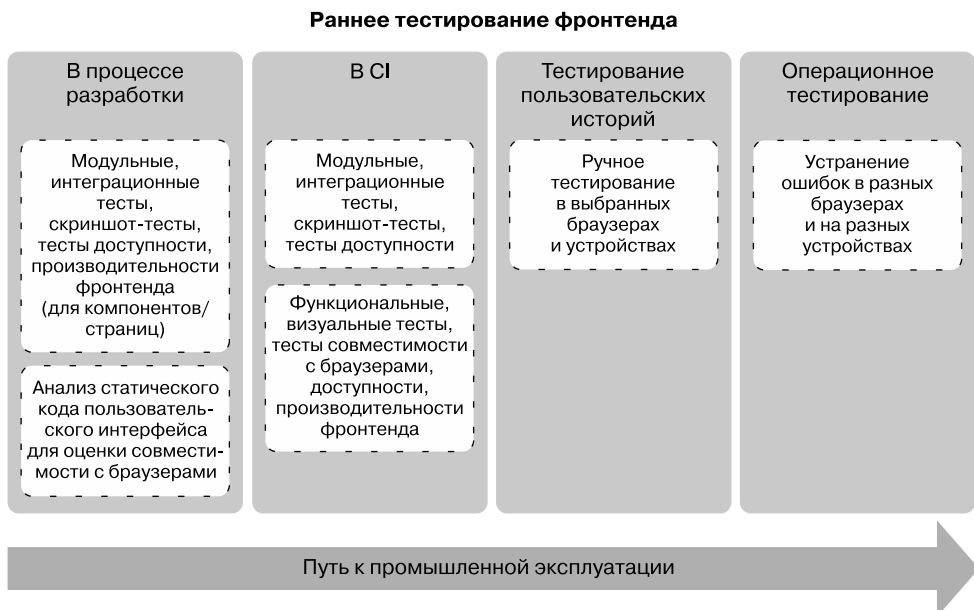 Раннее тестирование фронтенда
В процессе
разработки
Модульные,
интеграционные
тесты,
скриншот-тесты,
тесты доступности,
производительности
фронтенда
(для компонентов/
страниц)
Анализ статического
кода пользователь-
ского интерфейса
для оценки совмести-
мости с браузерами
В CI
Модульные,
интеграционные
тесты,
скриншот-тесты,
тесты доступности
Функциональные,
визуальные тесты,
тесты совместимости
с браузерами,
доступности,
производительности
фронтенда
Тестирование
пользовательских
историй
Ручное
тестирование
в выбранных
браузерах
и устройствах
Операционное
тестирование
Устранение
ошибок в разных
браузерах
и на разных
устройствах
Путь к промышленной эксплуатации